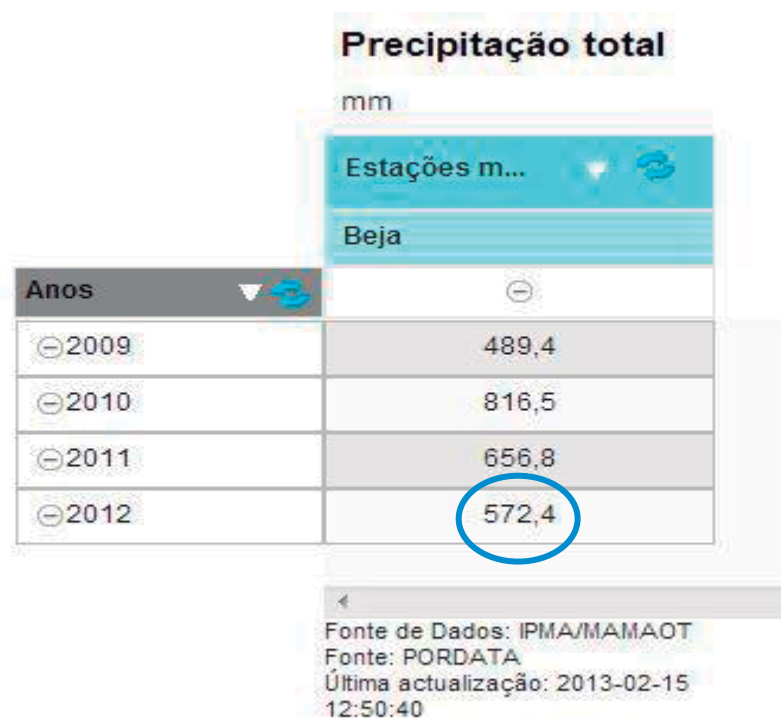 Precipitação total
mm
Estações m...
Beja
Anos
2009 489,4
2010 816,5
2011 656,8
2012 572,4
Fonte de Dados: IPMA/MAMAOT
Fonte: PORDATA
Última actualização: 2013-02-15
12:50:40